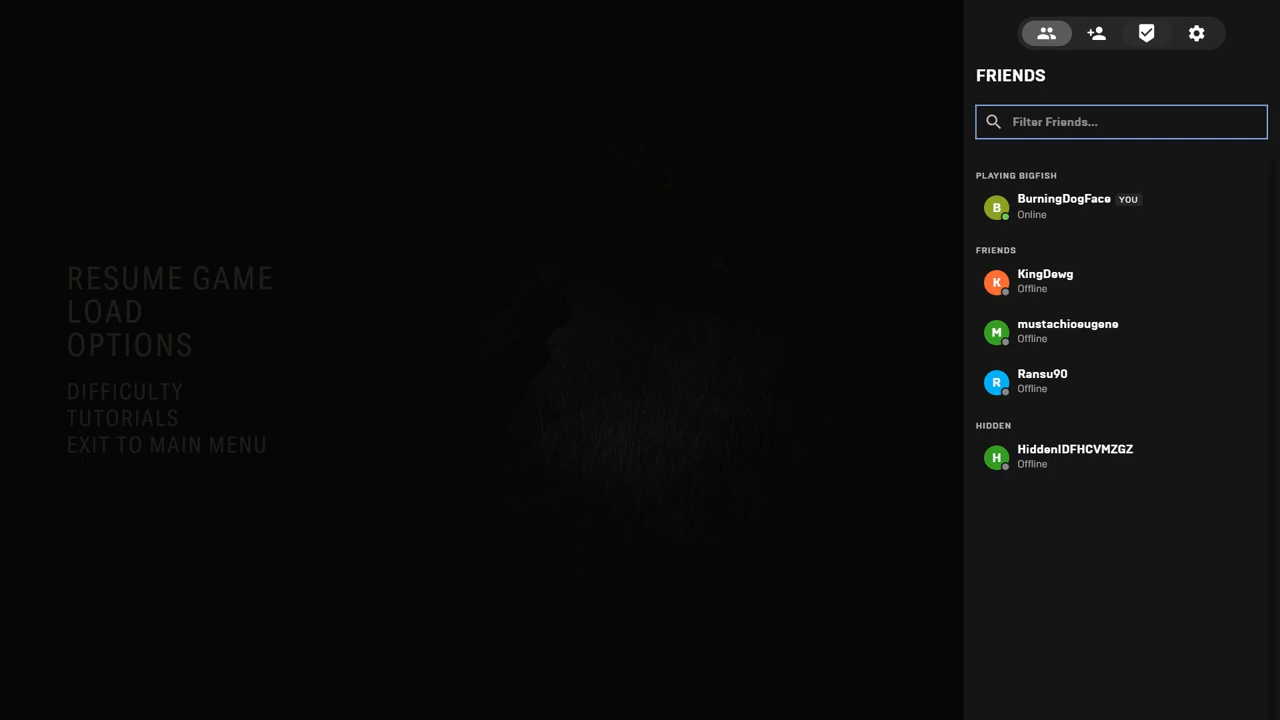 RESUME GAME
LOAD
OPTIONS
DIFFICULTY
TUTORIALS
EXIT TO MAIN MENU
FRIENDS
Filter Friends...
PLAYING BIGFISH
B
BurningDogFace YOU
Online
FRIENDS
K
KingDewg
Offline
M
mustachioeugene
Offline
R
Ransu90
Offline
HIDDEN
H
HiddenIDFHCVMZGZ
Offline